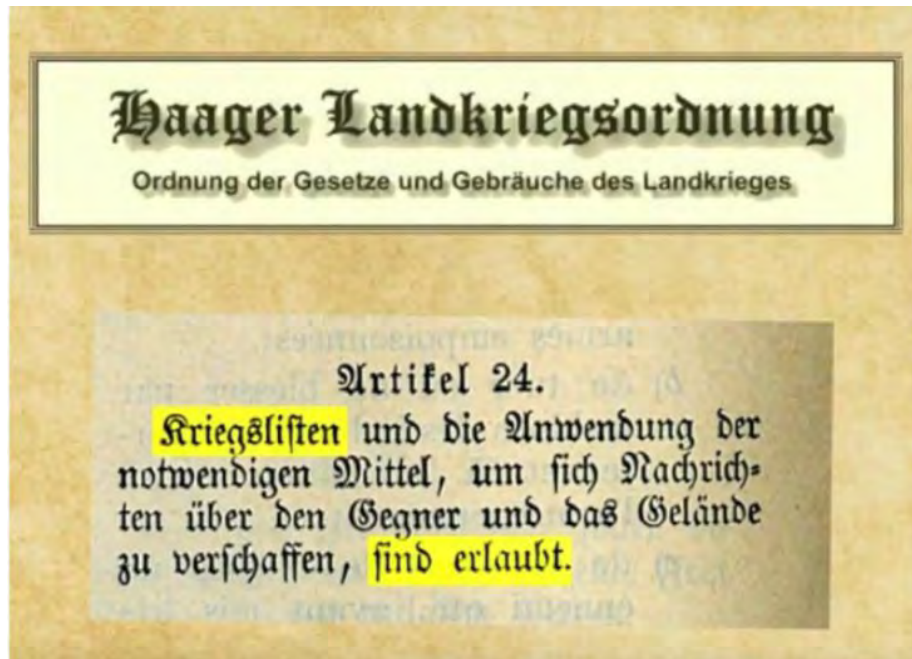 Haager Landkriegsordnung
Ordnung der Gesetze und Gebräuche des Landkrieges
Artikel 24.
Kriegsliſten und die Anwendung der
notwendigen Mittel, um ſich Nachrich-
ten über den Gegner und das Gelände
zu verſchaffen, ſind erlaubt.